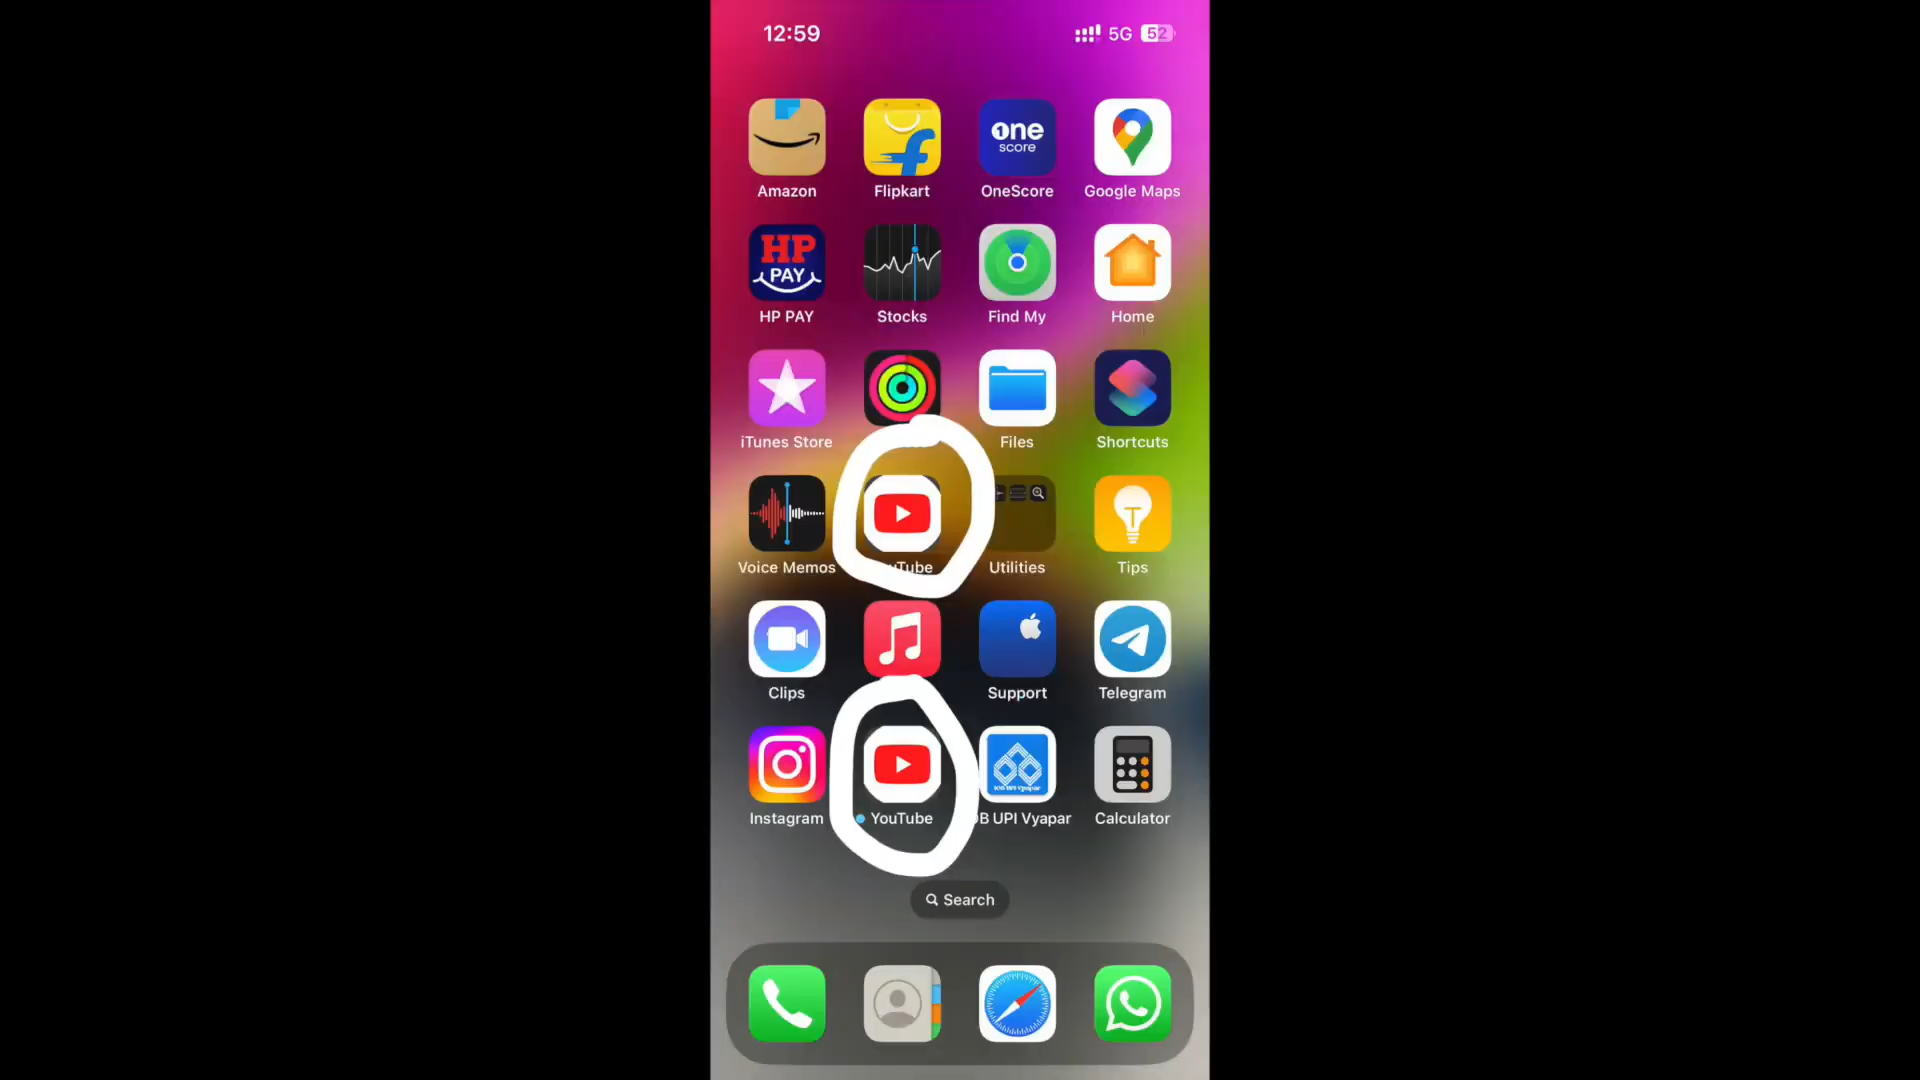 12:59 5G 52
one
score
Amazon Flipkart OneScore Google Maps
HP
PAY
HP PAY Stocks Find My Home
iTunes Store Files Shortcuts
Voice Memos uTube Utilities Tips
Clips Support Telegram
Instagram YouTube B UPI Vyapar Calculator
Search